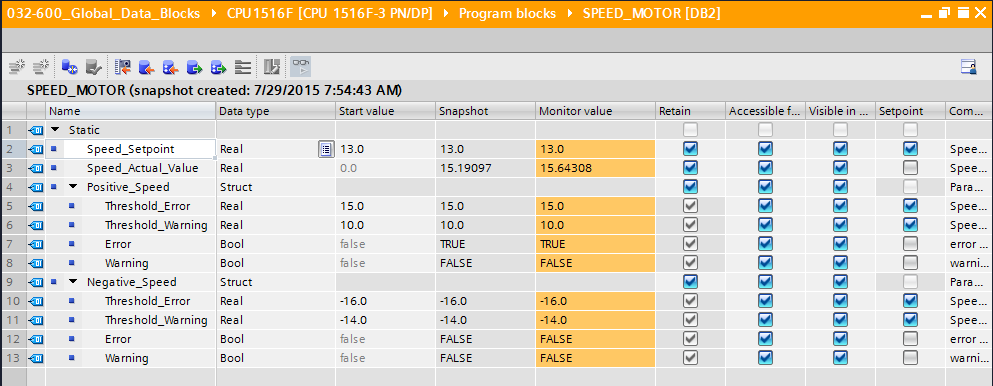 032-600_Global_Data_Blocks CPU1516F [CPU 1516F-3 PN/DP] Program blocks SPEED_MOTOR [DB2]
SPEED_MOTOR (snapshot created: 7/29/2015 7:54:43 AM)
Name Data type Start value Snapshot Monitor value Retain Accessible f... Visible in ... Setpoint Com...
1 Static
2 Speed_Setpoint Real 13.0 13.0 13.0 Spee...
3 Speed_Actual_Value Real 0.0 15.19097 15.64308 Spee...
4 Positive_Speed Struct Para...
5 Threshold_Error Real 15.0 15.0 15.0 Spee...
6 Threshold_Warning Real 10.0 10.0 10.0 Spee...
7 Error Bool false TRUE TRUE error ...
8 Warning Bool false FALSE FALSE warni...
9 Negative_Speed Struct Para...
10 Threshold_Error Real -16.0 -16.0 -16.0 Spee...
11 Threshold_Warning Real -14.0 -14.0 -14.0 Spee...
12 Error Bool false FALSE FALSE error ...
13 Warning Bool false FALSE FALSE warni...